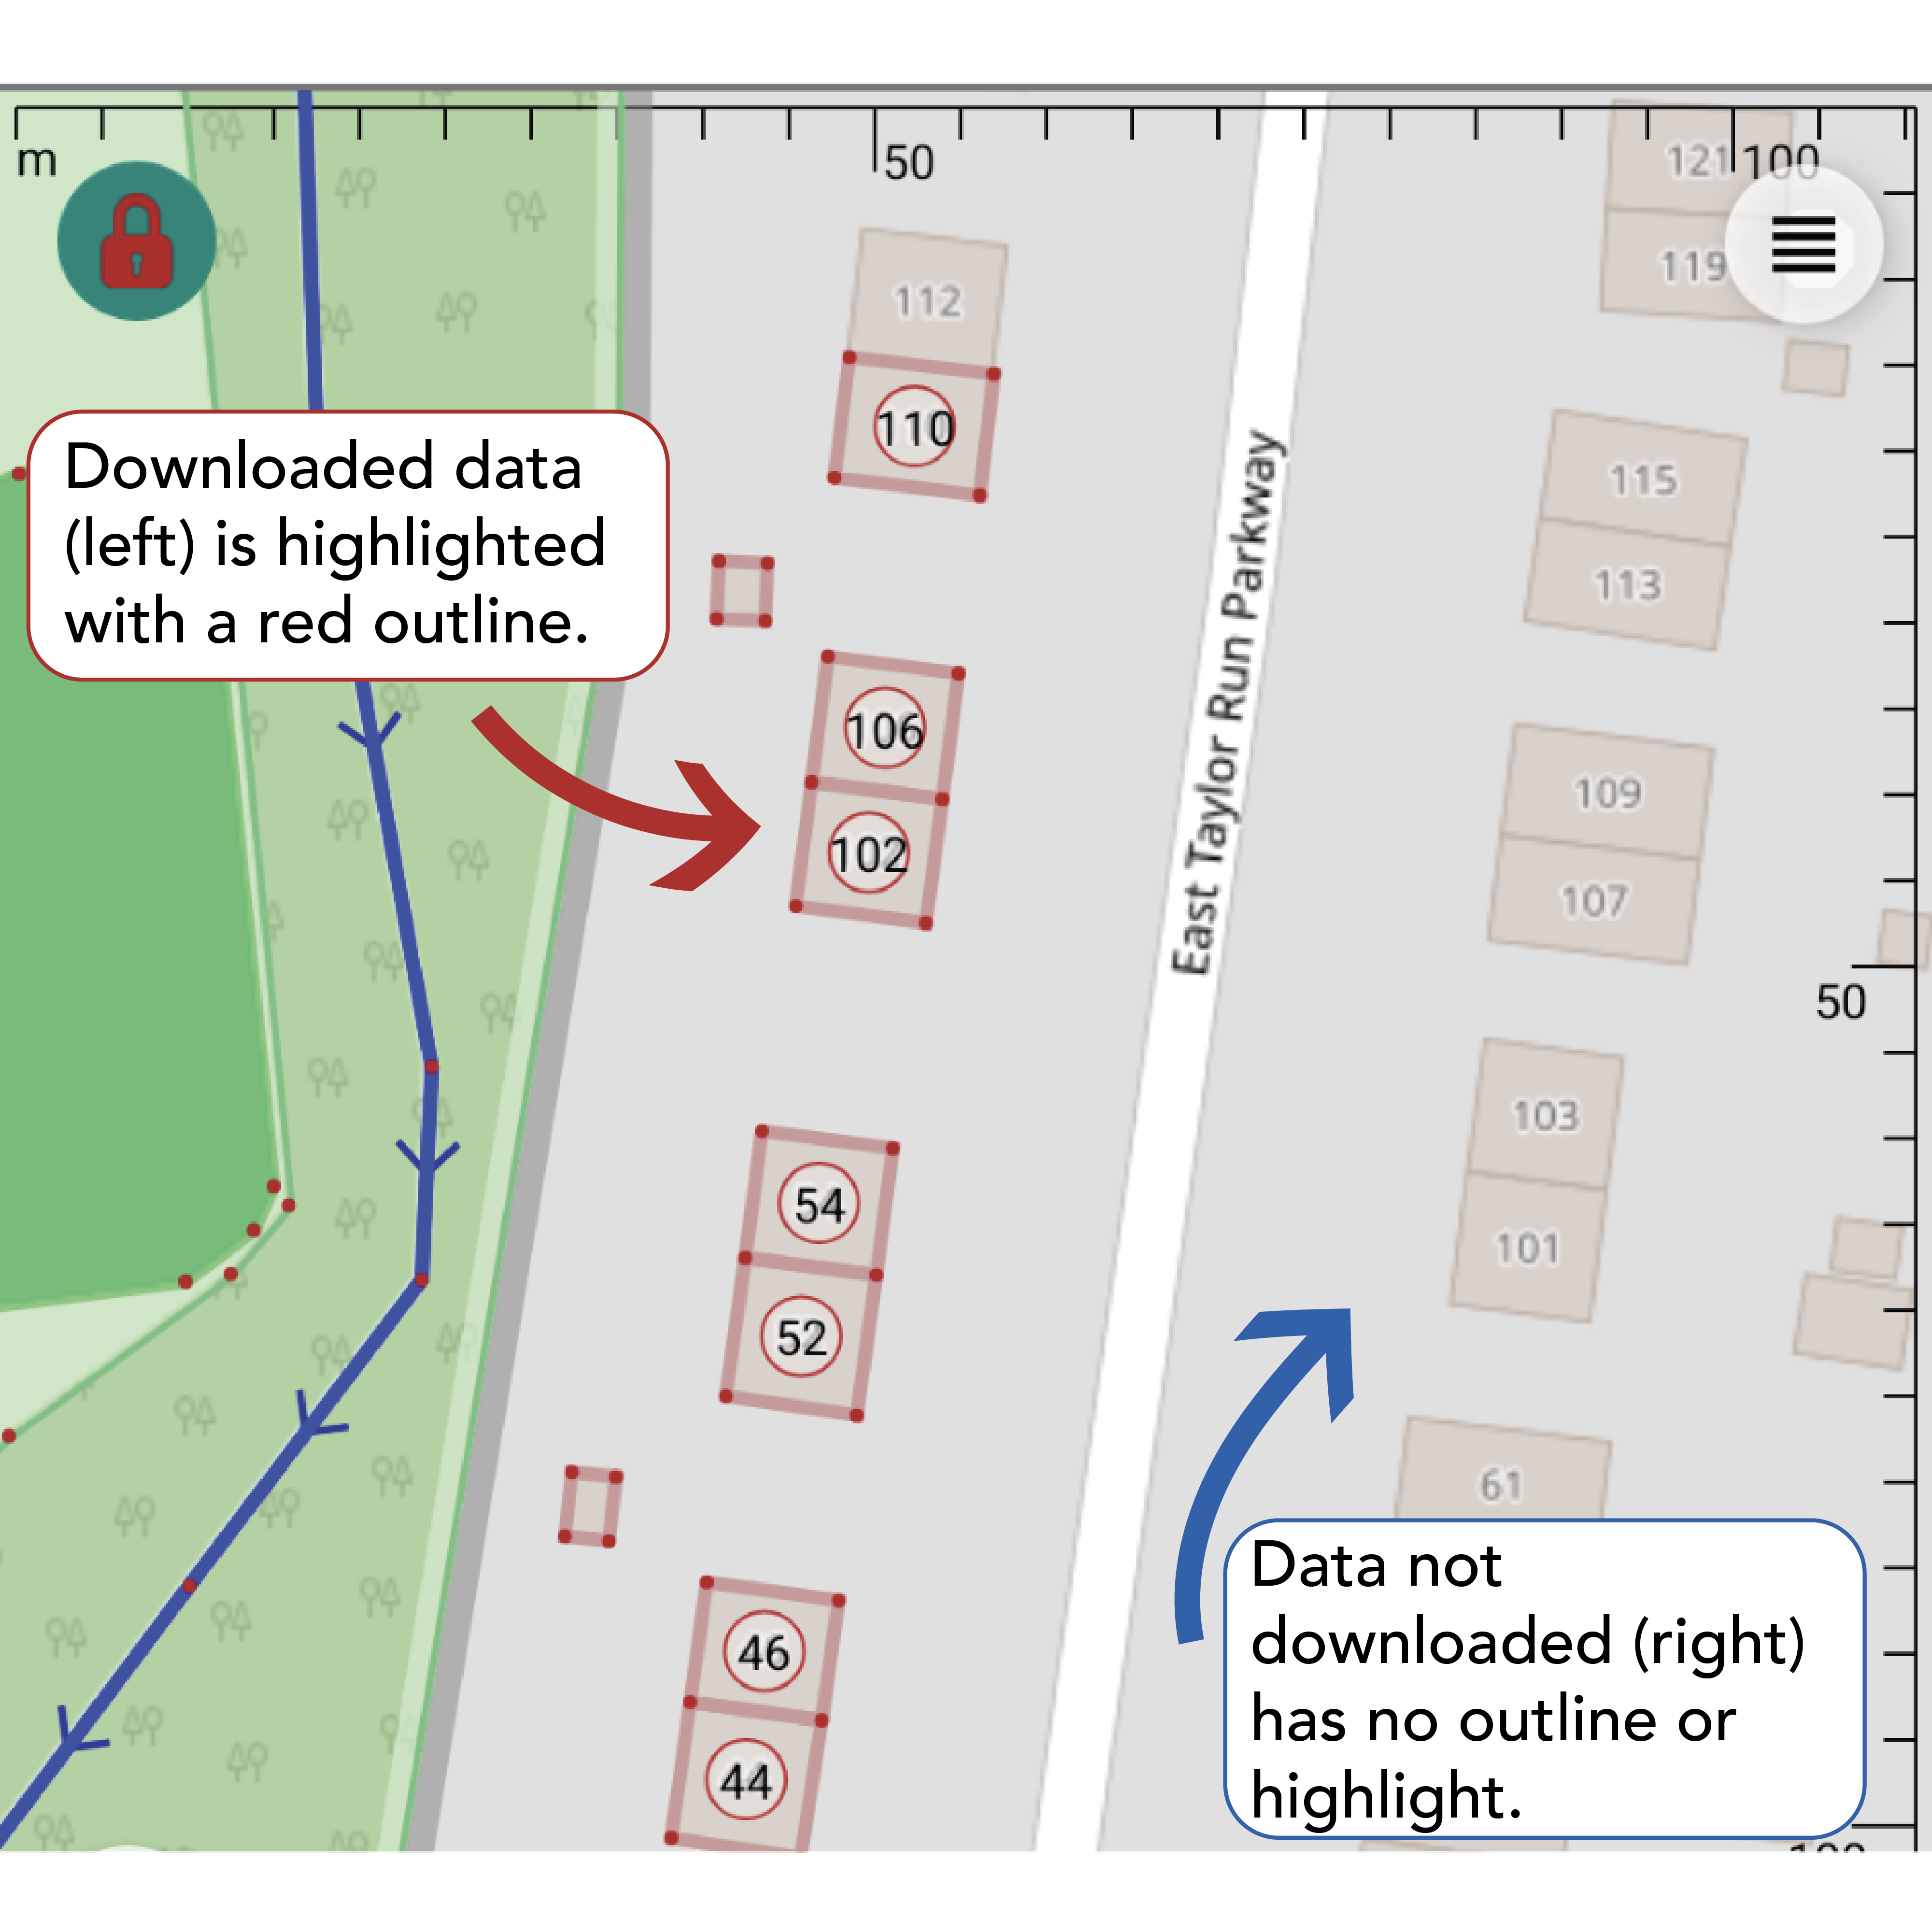 m
50
100
121
119
112
110
Downloaded data
(left) is highlighted
with a red outline.
115
113
East Taylor Run Parkway
106
102
109
107
50
103
101
54
52
61
Data not
downloaded (right)
has no outline or
highlight.
46
44